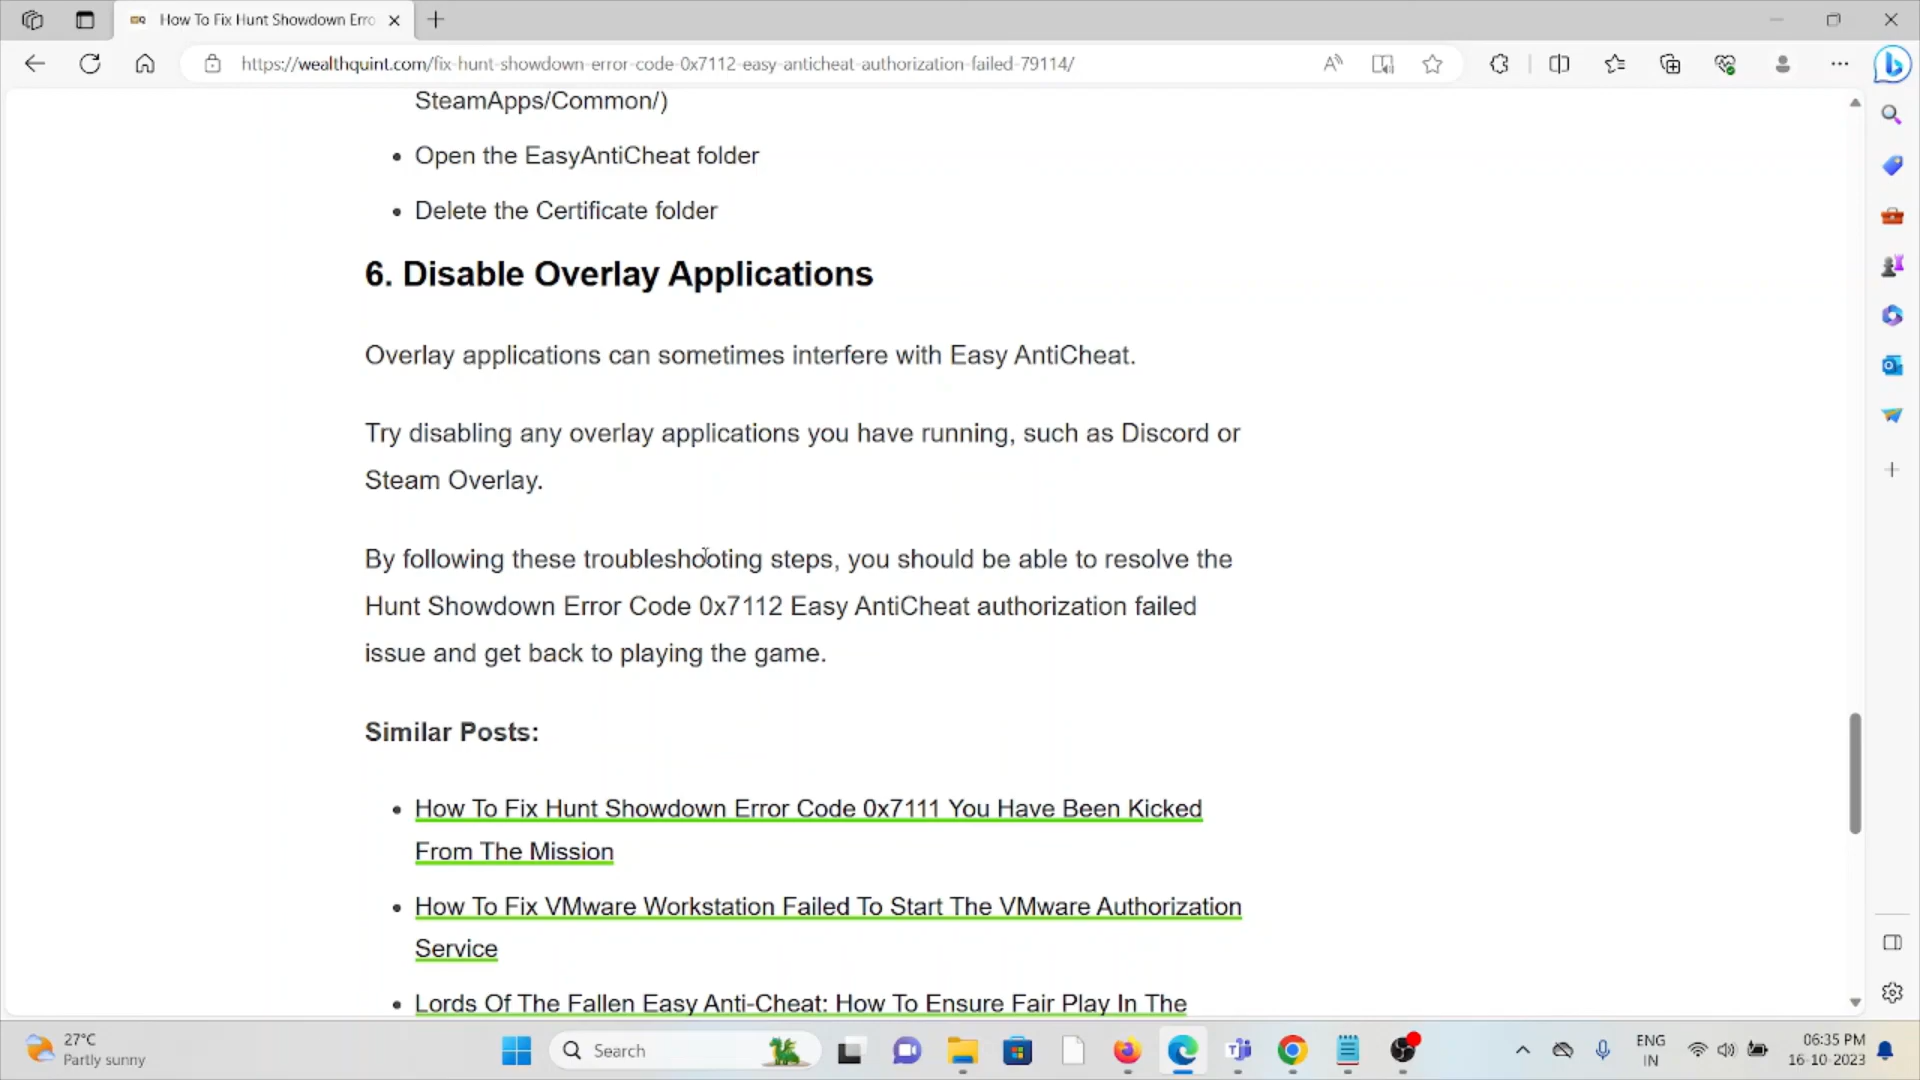 How To Fix Hunt Showdown Erro
https://wealthquint.com/fix-hunt-showdown-error-code-0x7112-easy-anticheat-authorization-failed-79114/
SteamApps/Common/)
• Open the EasyAntiCheat folder
• Delete the Certificate folder
6. Disable Overlay Applications
Overlay applications can sometimes interfere with Easy AntiCheat.
Try disabling any overlay applications you have running, such as Discord or
Steam Overlay.
By following these troubleshooting steps, you should be able to resolve the
Hunt Showdown Error Code 0x7112 Easy AntiCheat authorization failed
issue and get back to playing the game.
Similar Posts:
• How To Fix Hunt Showdown Error Code 0x7111 You Have Been Kicked
From The Mission
• How To Fix VMware Workstation Failed To Start The VMware Authorization
Service
• Lords Of The Fallen Easy Anti-Cheat: How To Ensure Fair Play In The
27°C
Partly sunny
Search
ENG
IN
06:35 PM
16-10-2023